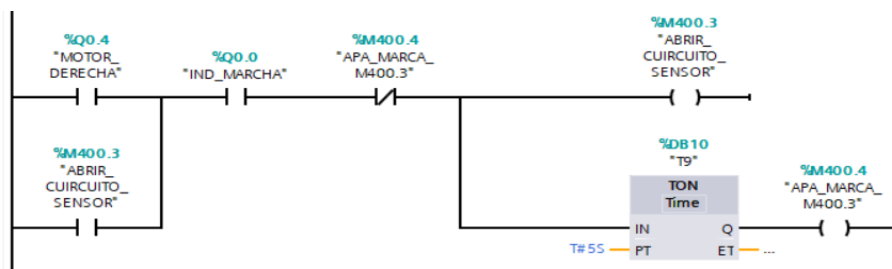 %Q0.4
"MOTOR_
DERECHA"
%Q0.0
"IND_MARCHA"
%M400.4
"APA_MARCA_
M400.3"
%M400.3
"ABRIR_
CUIRCUITO_
SENSOR"
%M400.3
"ABRIR_
CUIRCUITO_
SENSOR"
%DB10
"T9"
TON
Time
IN
Q
T#5S
PT
ET
...
%M400.4
"APA_MARCA_
M400.3"